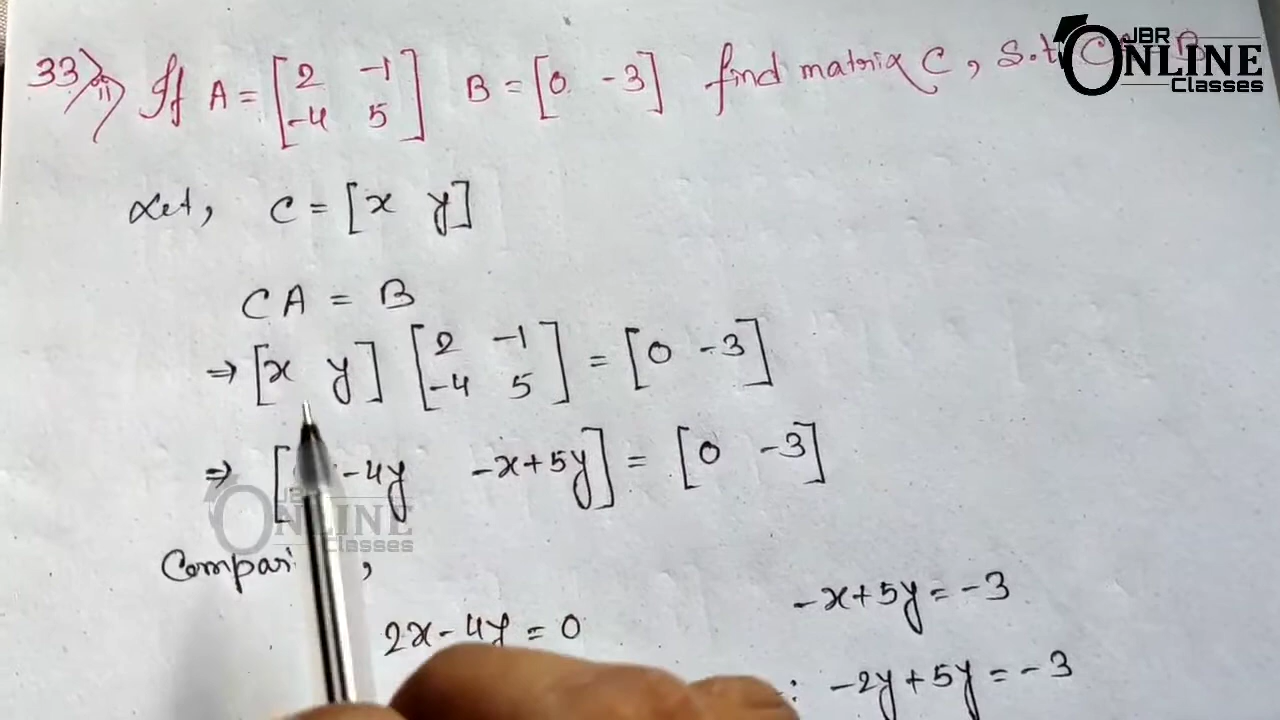 33) ii) If A = [2 -1 -4 5] B = [0 -3] find matrix C, s.t
JBR
ONLINE
Classes
Let, C = [x y]
CA = B
⇒ [x y] [2 -1 -4 5] = [0 -3]
⇒ [ -4y -x+5y] = [0 -3]
JBR
ONLINE
Classes
,
2x-4y = 0
-x+5y = -3
-2y+5y = -3